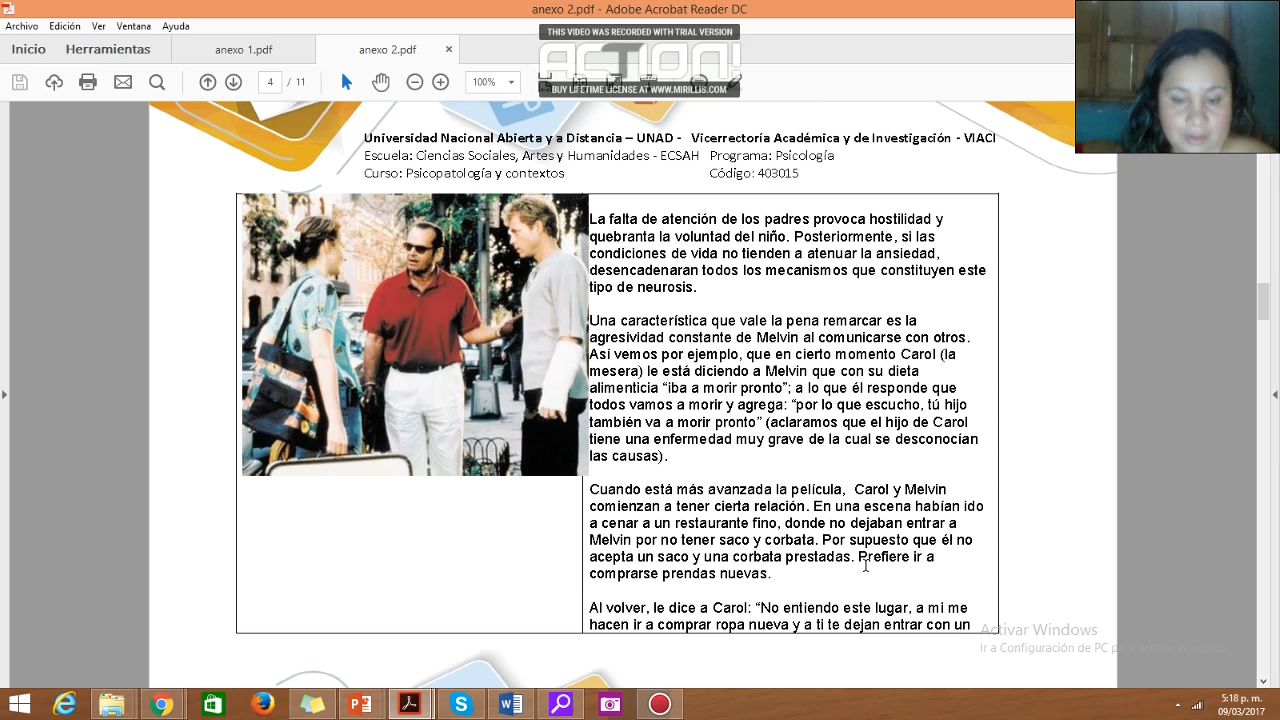 anexo 2.pdf - Adobe Acrobat Reader DC
Archivo Edición Ver Ventana Ayuda
THIS VIDEO WAS RECORDED WITH TRIAL VERSION
ACTION!
BUY LIFETIME LICENSE AT WWW.MIRILLIS.COM
Inicio Herramientas anexo 1.pdf anexo 2.pdf ×
4 / 11 100%
Universidad Nacional Abierta y a Distancia – UNAD - Vicerrectoría Académica y de Investigación - VIACI
Escuela: Ciencias Sociales, Artes y Humanidades - ECSAH Programa: Psicología
Curso: Psicopatología y contextos Código: 403015
La falta de atención de los padres provoca hostilidad y
quebranta la voluntad del niño. Posteriormente, si las
condiciones de vida no tienden a atenuar la ansiedad,
desencadenaran todos los mecanismos que constituyen este
tipo de neurosis.
Una característica que vale la pena remarcar es la
agresividad constante de Melvin al comunicarse con otros.
Así vemos por ejemplo, que en cierto momento Carol (la
mesera) le está diciendo a Melvin que con su dieta
alimenticia “iba a morir pronto”; a lo que él responde que
todos vamos a morir y agrega: “por lo que escucho, tú hijo
también va a morir pronto” (aclaramos que el hijo de Carol
tiene una enfermedad muy grave de la cual se desconocían
las causas).
Cuando está más avanzada la película, Carol y Melvin
comienzan a tener cierta relación. En una escena habían ido
a cenar a un restaurante fino, donde no dejaban entrar a
Melvin por no tener saco y corbata. Por supuesto que él no
acepta un saco y una corbata prestadas. Prefiere ir a
comprarse prendas nuevas.
Al volver, le dice a Carol: “No entiendo este lugar, a mi me
hacen ir a comprar ropa nueva y a ti te dejan entrar con un
Activar Windows
Ir a Configuración de PC
5:18 p. m.
09/03/2017